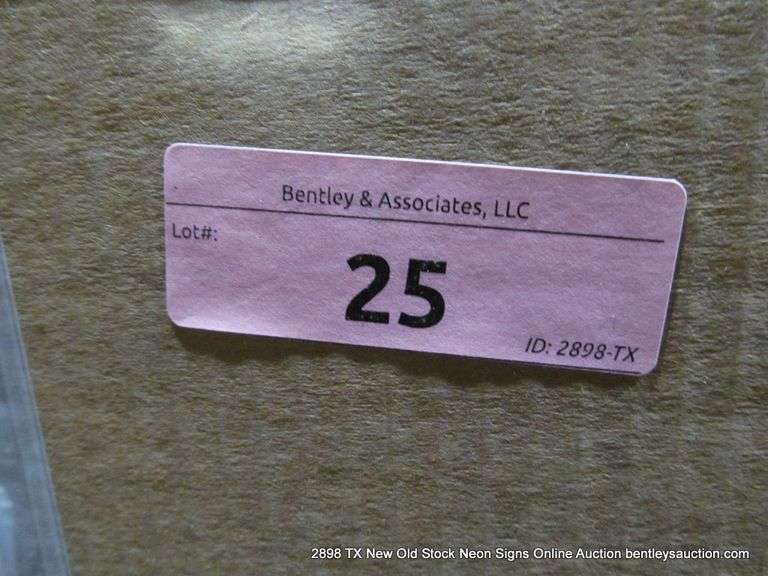 Bentley & Associates, LLC
Lot#:
25
ID: 2898-TX
2898 TX New Old Stock Neon Signs Online Auction bentleysauction.com